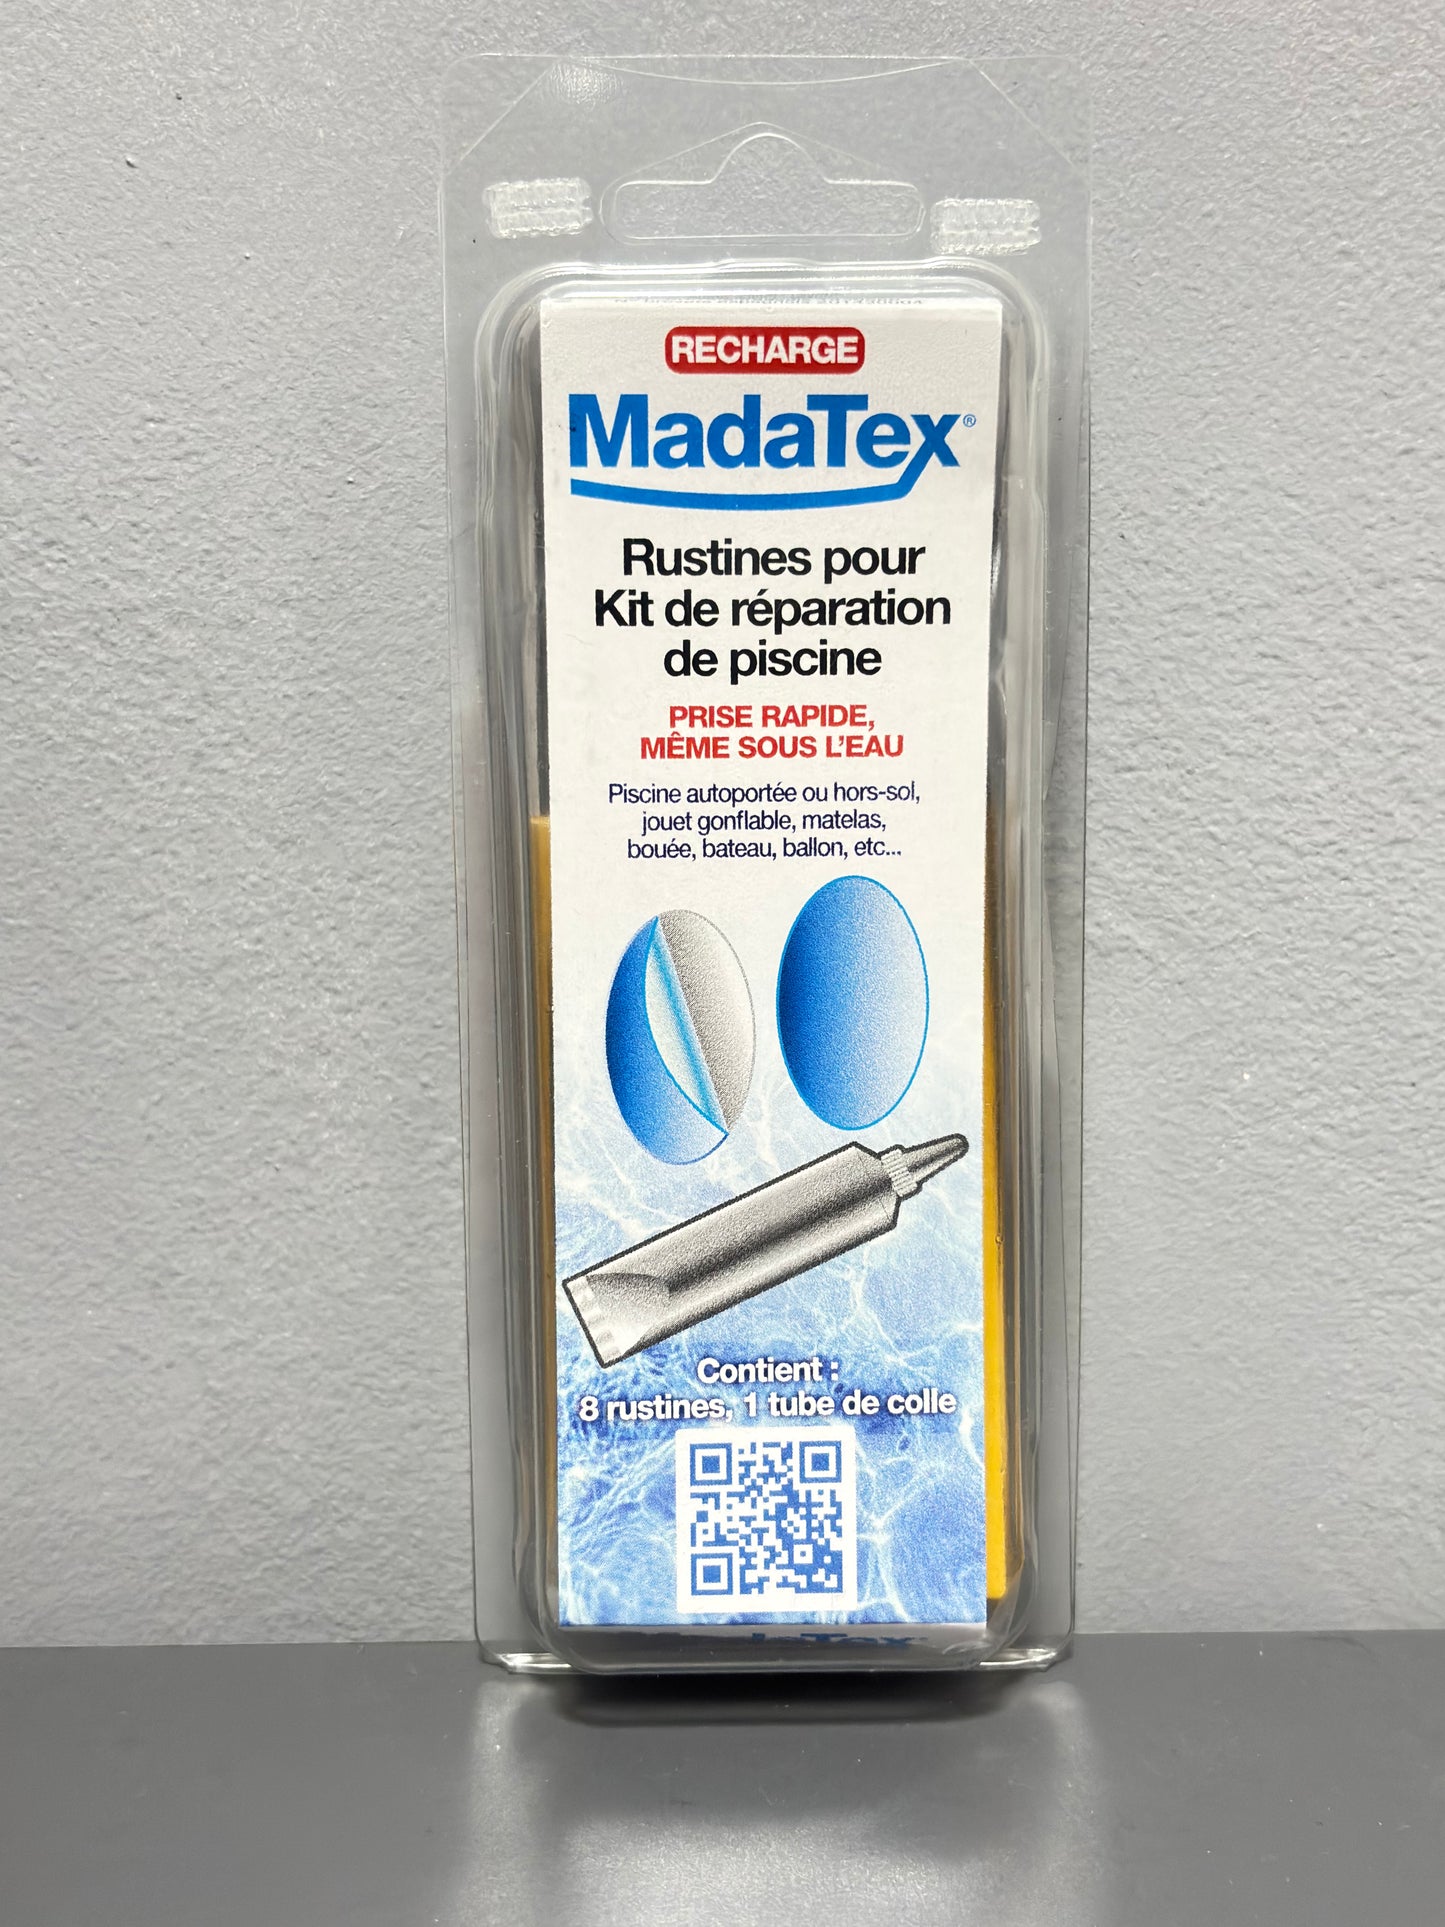 RECHARGE
MadaTex®
Rustines pour
Kit de réparation
de piscine
PRISE RAPIDE,
MÊME SOUS L'EAU
Piscine autoportée ou hors-sol,
jouet gonflable, matelas,
bouée, bateau, ballon, etc...
Contient :
8 rustines, 1 tube de colle
MadaTex